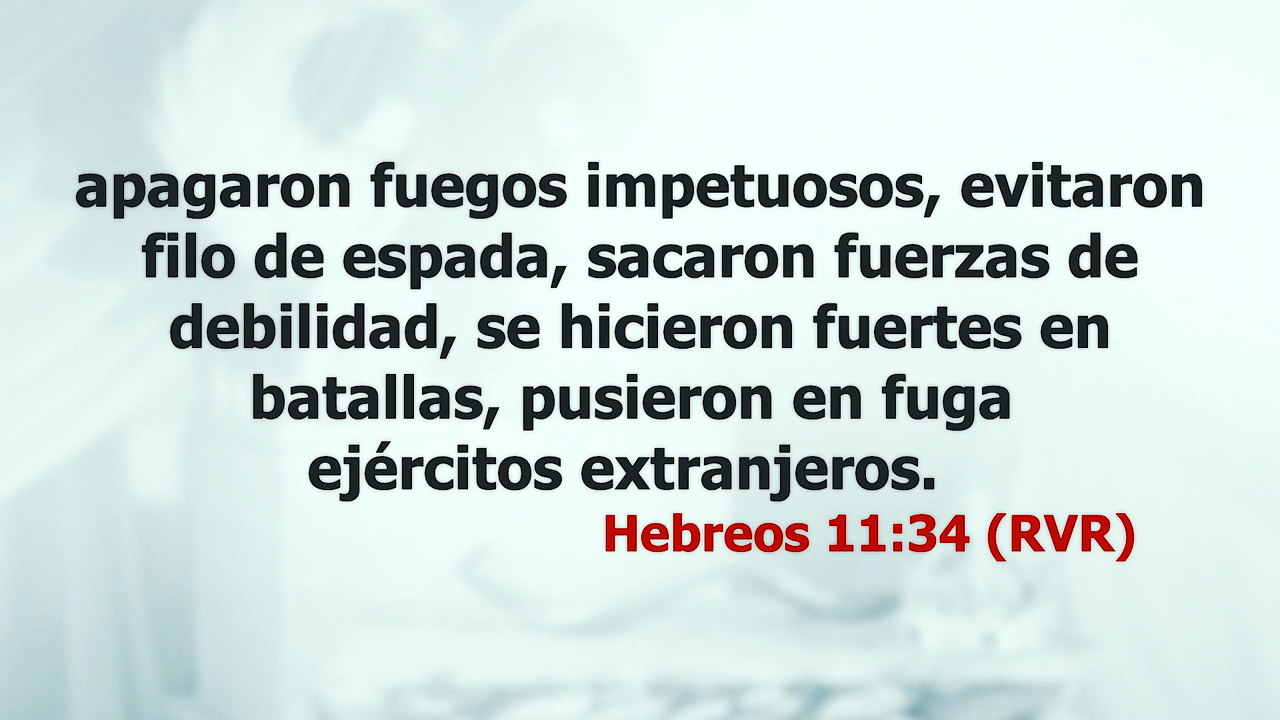 apagaron fuegos impetuosos, evitaron
filo de espada, sacaron fuerzas de
debilidad, se hicieron fuertes en
batallas, pusieron en fuga
ejércitos extranjeros.
Hebreos 11:34 (RVR)